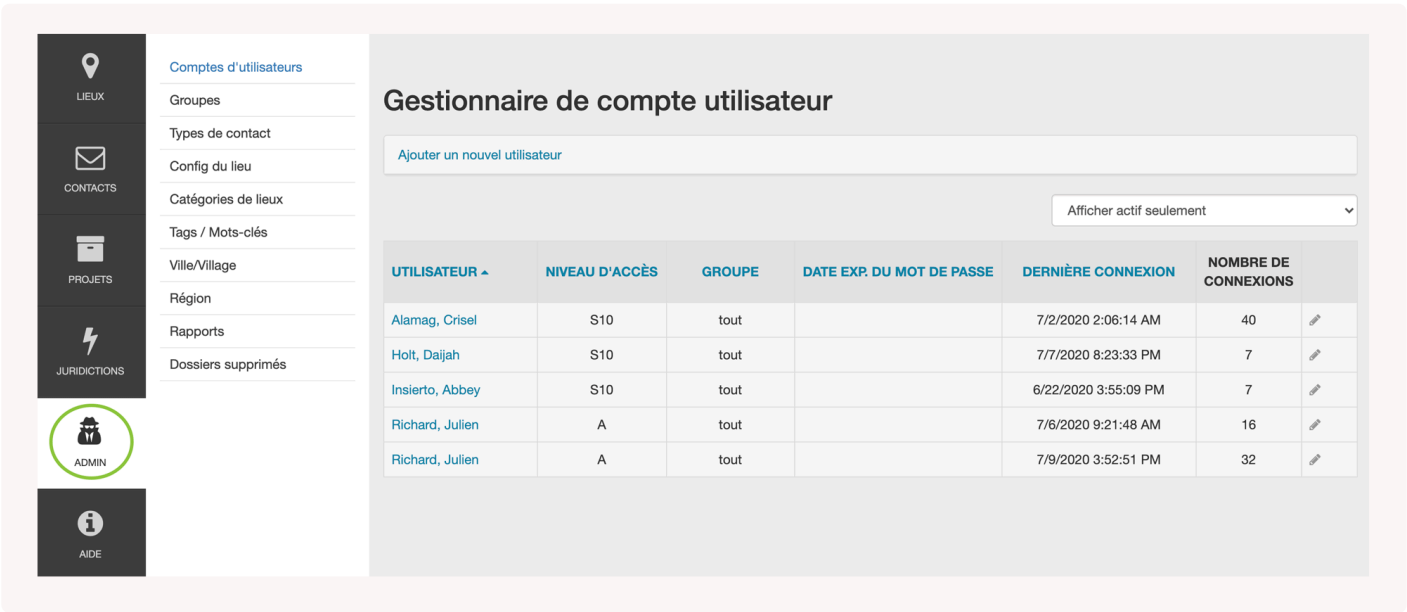 LIEUX
CONTACTS
PROJETS
JURIDICTIONS
ADMIN
AIDE
Comptes d'utilisateurs
Groupes
Types de contact
Config du lieu
Catégories de lieux
Tags / Mots-clés
Ville/Village
Région
Rapports
Dossiers supprimés
Gestionnaire de compte utilisateur
Ajouter un nouvel utilisateur
Afficher actif seulement
UTILISATEUR NIVEAU D'ACCÈS GROUPE DATE EXP. DU MOT DE PASSE DERNIÈRE CONNEXION NOMBRE DE
CONNEXIONS
Alamag, Crisel S10 tout 7/2/2020 2:06:14 AM 40
Holt, Daijah S10 tout 7/7/2020 8:23:33 PM 7
Insierto, Abbey S10 tout 6/22/2020 3:55:09 PM 7
Richard, Julien A tout 7/6/2020 9:21:48 AM 16
Richard, Julien A tout 7/9/2020 3:52:51 PM 32